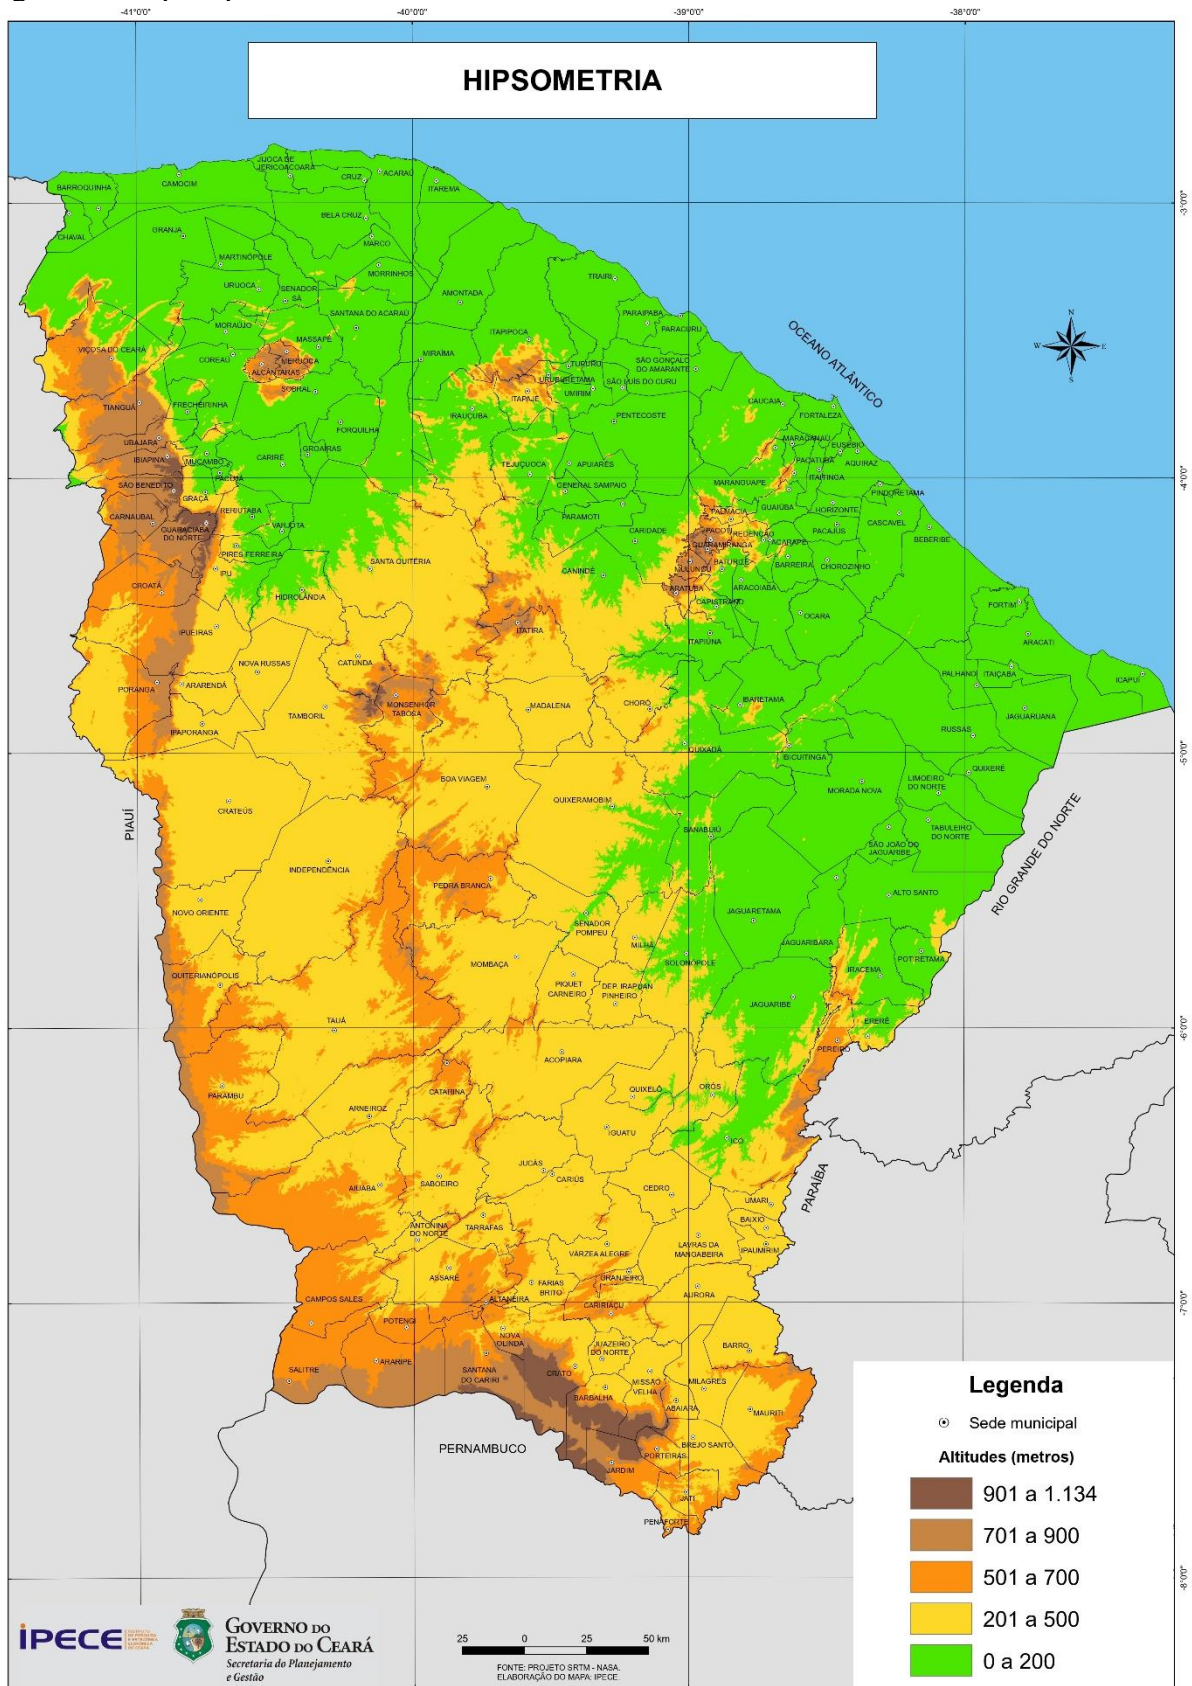 -41°0'0"
-40°0'0"
-39°0'0"
-38°0'0"
HIPSOMETRIA
-3°0'0"
-4°0'0"
-5°0'0"
-6°0'0"
-7°0'0"
-8°0'0"
N
W
E
S
OCEANO ATLÂNTICO
PIAUÍ
RIO GRANDE DO NORTE
PARAÍBA
PERNAMBUCO
JIJOCA DE
JERICOACOARA
CRUZ
ACARAÚ
ITAREMA
BARROQUINHA
CAMOCIM
CHAVAL
GRANJA
BELA CRUZ
MARCO
MARTINÓPOLE
MORRINHOS
URUOCA
SENADOR
SÁ
AMONTADA
TRAIRI
SANTANA DO ACARAÚ
PARAIPABA
PARACURU
MORAÚJO
MASSAPÊ
ITAPIPOCA
VIÇOSA DO CEARÁ
COREAÚ
MERUOCA
ALCÂNTARAS
MIRAÍMA
TURURU
SÃO GONÇALO
DO AMARANTE
URUBURETAMA
SÃO LUÍS DO CURU
SOBRAL
ITAPAJÉ
UMIRIM
TIANGUÁ
FRECHEIRINHA
IRAUÇUBA
PENTECOSTE
CAUCAIA
FORTALEZA
FORQUILHA
UBAJARA
MARACANAÚ
EUSÉBIO
IBIAPINA
MUCAMBO
CARIRÉ
GROAÍRAS
TEJUÇUOCA
APUIARÉS
PACATUBA
AQUIRAZ
ITAITINGA
SÃO BENEDITO
PACUJÁ
GRAÇA
GENERAL SAMPAIO
MARANGUAPE
PINDORETAMA
CARNAUBAL
GUARACIABA
DO NORTE
RERIUTABA
VARJOTA
PARAMOTI
GUAIÚBA
HORIZONTE
CASCAVEL
PALMÁCIA
PACAJUS
BEBERIBE
PIRES FERREIRA
CARIDADE
PACOTI
REDENÇÃO
ACARAPE
GUARAMIRANGA
IPU
SANTA QUITÉRIA
CANINDÉ
MULUNGU
BATURITÉ
BARREIRA
CHOROZINHO
CROATÁ
HIDROLÂNDIA
ARATUBA
ARACOIABA
CAPISTRANO
FORTIM
OCARA
IPUEIRAS
ITATIRA
ITAPIÚNA
ARACATI
NOVA RUSSAS
CATUNDA
PALHANO
ITAIÇABA
ICAPUÍ
PORANGA
ARARENDÁ
MONSENHOR
TABOSA
MADALENA
CHORÓ
IBARETAMA
JAGUARUANA
TAMBORIL
IPAPORANGA
RUSSAS
QUIXADÁ
IBICUITINGA
QUIXERÉ
BOA VIAGEM
LIMOEIRO
DO NORTE
MORADA NOVA
CRATEÚS
QUIXERAMOBIM
BANABUIÚ
TABULEIRO
DO NORTE
SÃO JOÃO DO
JAGUARIBE
INDEPENDÊNCIA
PEDRA BRANCA
ALTO SANTO
NOVO ORIENTE
SENADOR
POMPEU
JAGUARETAMA
MILHÃ
JAGUARIBARA
SOLONÓPOLE
POTIRETAMA
MOMBAÇA
IRACEMA
QUITERIANÓPOLIS
PIQUET
CARNEIRO
DEP. IRAPUAN
PINHEIRO
JAGUARIBE
TAUÁ
ERERÊ
PEREIRO
ACOPIARA
PARAMBU
CATARINA
QUIXELÔ
ORÓS
ARNEIROZ
IGUATU
ICÓ
JUCÁS
CARIÚS
AIUABA
SABOEIRO
CEDRO
UMARI
BAIXIO
ANTONINA
DO NORTE
TARRAFAS
LAVRAS DA
MANGABEIRA
IPAUMIRIM
VÁRZEA ALEGRE
ASSARÉ
GRANJEIRO
FARIAS
BRITO
AURORA
ALTANEIRA
CARIRIAÇU
CAMPOS SALES
POTENGI
NOVA
OLINDA
JUAZEIRO
DO NORTE
BARRO
ARARIPE
SALITRE
SANTANA
DO CARIRI
CRATO
MISSÃO
VELHA
MILAGRES
BARBALHA
ABAIARA
MAURITI
BREJO SANTO
PORTEIRAS
JARDIM
JATI
PENAFORTE
Legenda
Sede municipal
Altitudes (metros)
901 a 1.134
701 a 900
501 a 700
201 a 500
0 a 200
IPECE
GOVERNO DO
ESTADO DO CEARÁ
Secretaria do Planejamento
e Gestão
25 0 25 50 km
FONTE: PROJETO SRTM - NASA.
ELABORAÇÃO DO MAPA: IPECE.